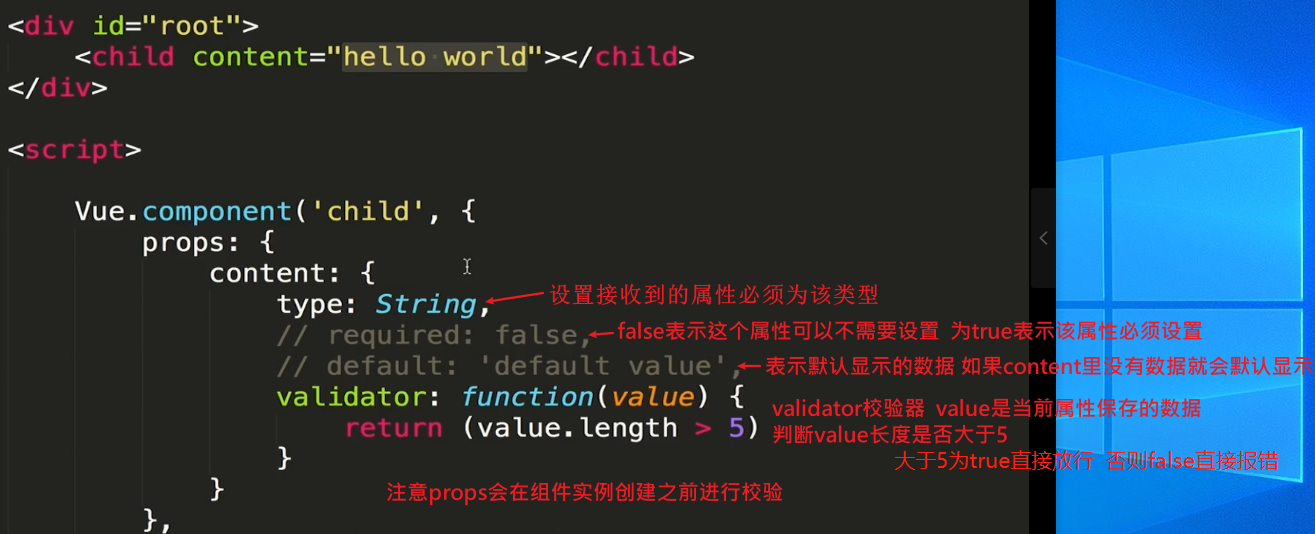 <div id="root">
<child content="hello world"></child>
</div>
<script>
Vue.component('child', {
props: {
content: {
type: String, 设置接收到的属性必须为该类型
// required: false, false表示这个属性可以不需要设置 为true表示该属性必须设置
// default: 'default value', 表示默认显示的数据 如果content里没有数据就会默认显示
validator: function(value) {
validator校验器 value是当前属性保存的数据
return (value.length > 5) 判断value长度是否大于5
} 大于5为true直接放行 否则false直接报错
} 注意props会在组件实例创建之前进行校验
},